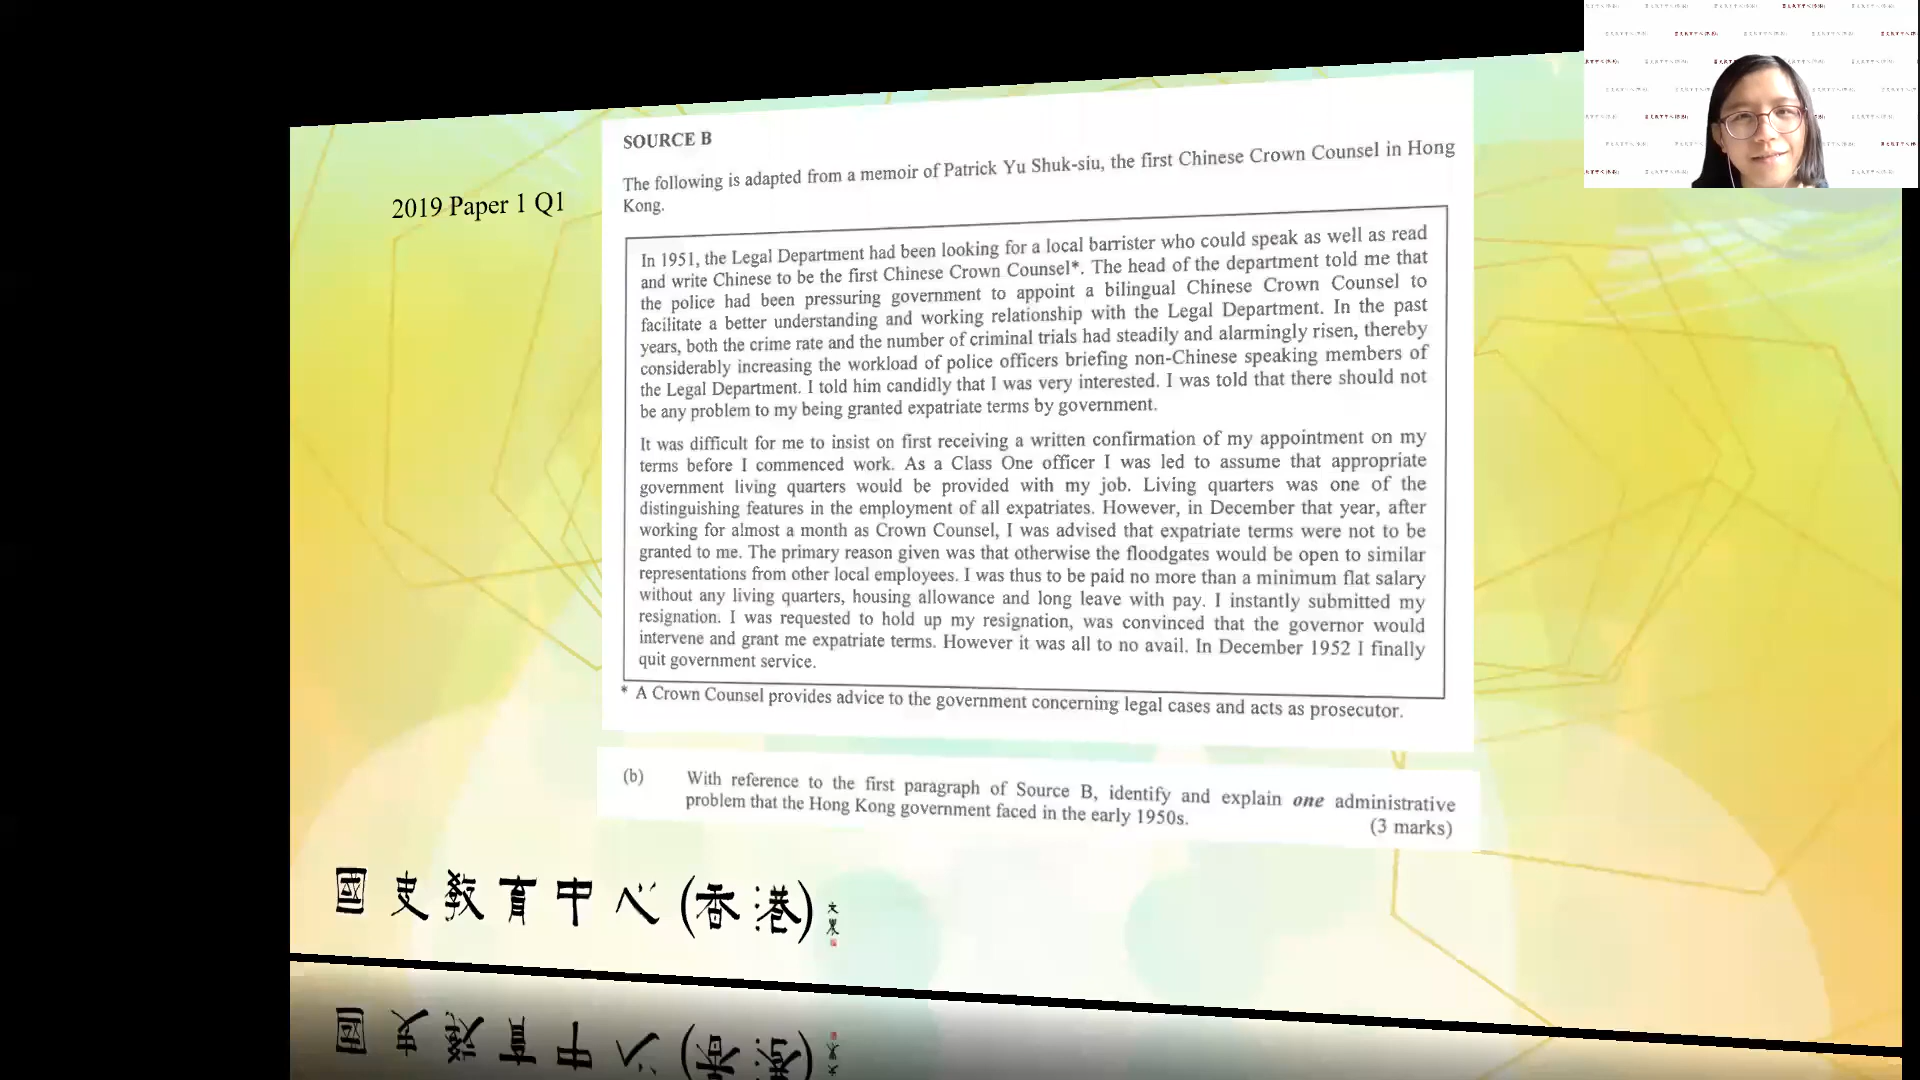 2019 Paper 1 Q1
SOURCE B
The following is adapted from a memoir of Patrick Yu Shuk-siu, the first Chinese Crown Counsel in Hong
Kong.
In 1951, the Legal Department had been looking for a local barrister who could speak as well as read
and write Chinese to be the first Chinese Crown Counsel*. The head of the department told me that
the police had been pressuring government to appoint a bilingual Chinese Crown Counsel to
facilitate a better understanding and working relationship with the Legal Department. In the past
years, both the crime rate and the number of criminal trials had steadily and alarmingly risen, thereby
considerably increasing the workload of police officers briefing non-Chinese speaking members of
the Legal Department. I told him candidly that I was very interested. I was told that there should not
be any problem to my being granted expatriate terms by government.
It was difficult for me to insist on first receiving a written confirmation of my appointment on my
terms before I commenced work. As a Class One officer I was led to assume that appropriate
government living quarters would be provided with my job. Living quarters was one of the
distinguishing features in the employment of all expatriates. However, in December that year, after
working for almost a month as Crown Counsel, I was advised that expatriate terms were not to be
granted to me. The primary reason given was that otherwise the floodgates would be open to similar
representations from other local employees. I was thus to be paid no more than a minimum flat salary
without any living quarters, housing allowance and long leave with pay. I instantly submitted my
resignation. I was requested to hold up my resignation, was convinced that the governor would
intervene and grant me expatriate terms. However it was all to no avail. In December 1952 I finally
quit government service.
* A Crown Counsel provides advice to the government concerning legal cases and acts as prosecutor.
(b) With reference to the first paragraph of Source B, identify and explain one administrative
problem that the Hong Kong government faced in the early 1950s.
(3 marks)
國史教育中心(香港)